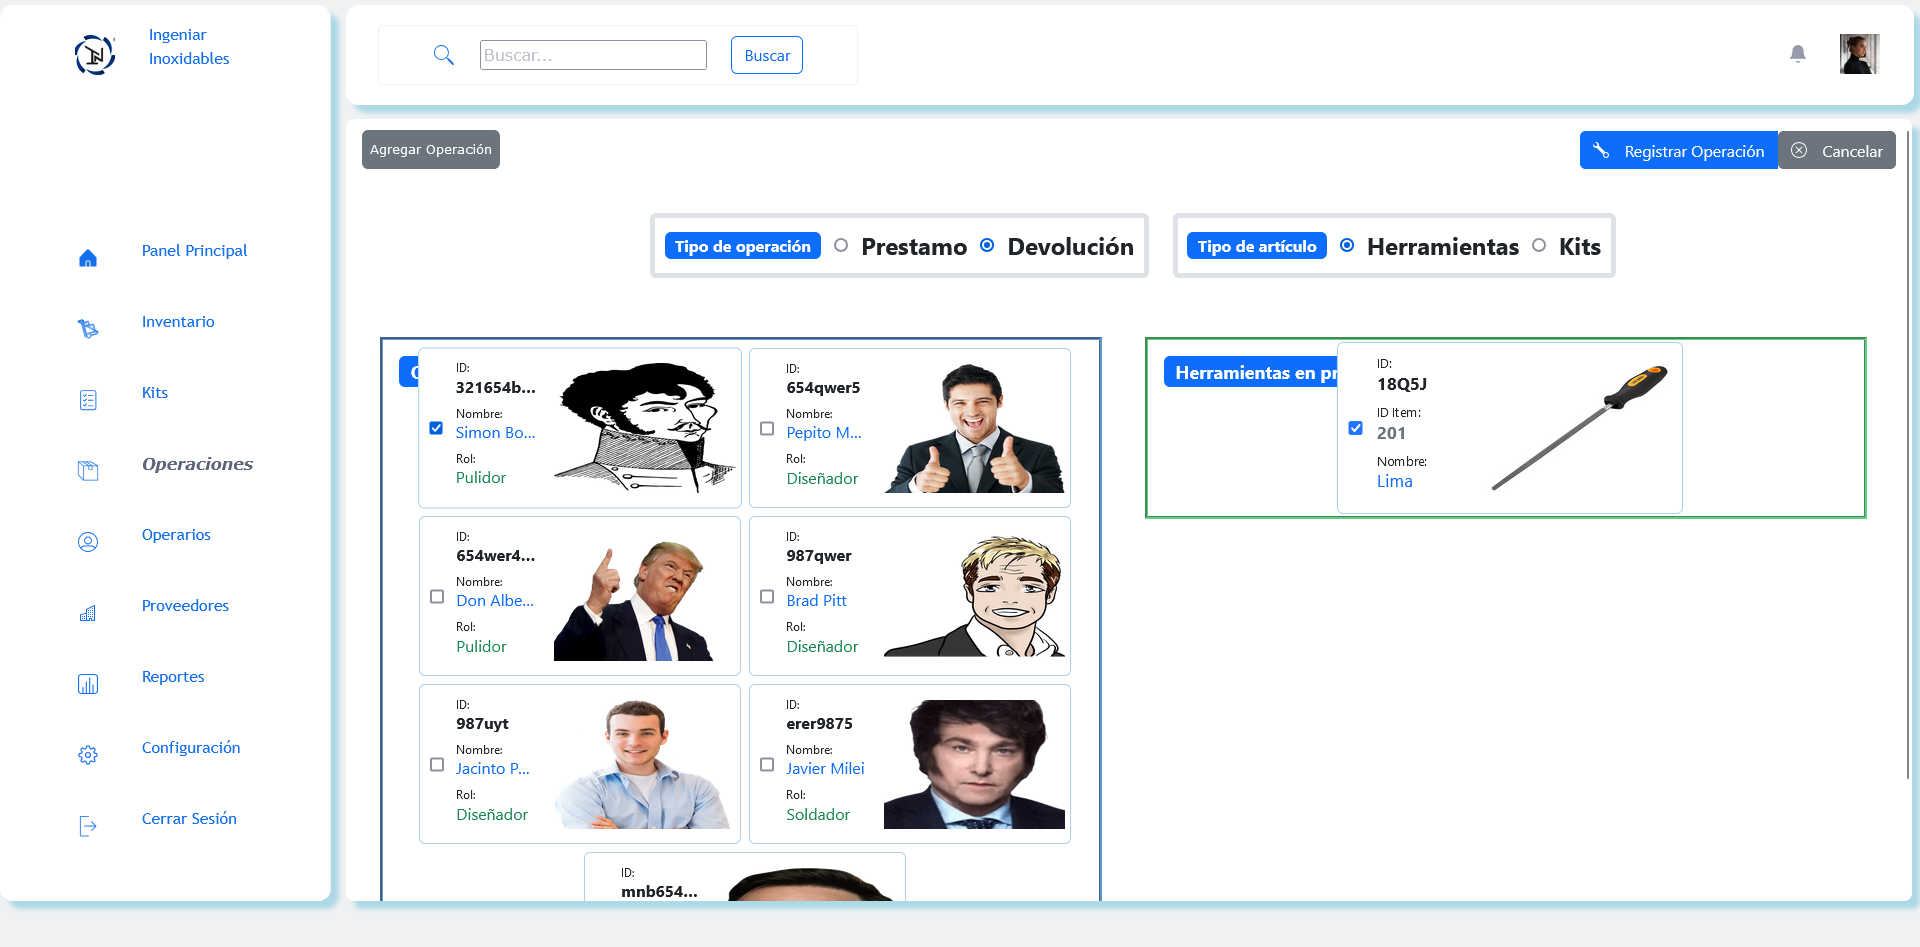 Ingeniar
Inoxidables
Buscar...
Buscar
Agregar Operación
Registrar Operación
Cancelar
Tipo de operación
Prestamo
Devolución
Tipo de artículo
Herramientas
Kits
Panel Principal
Inventario
Kits
Operaciones
Operarios
Proveedores
Reportes
Configuración
Cerrar Sesión
ID:
321654b...
Nombre:
Simon Bo...
Rol:
Pulidor
ID:
654qwer5
Nombre:
Pepito M...
Rol:
Diseñador
ID:
654wer4...
Nombre:
Don Albe...
Rol:
Pulidor
ID:
987qwer
Nombre:
Brad Pitt
Rol:
Diseñador
ID:
987uyt
Nombre:
Jacinto P...
Rol:
Diseñador
ID:
erer9875
Nombre:
Javier Milei
Rol:
Soldador
ID:
mnb654...
Herramientas en pr
ID:
18Q5J
ID Item:
201
Nombre:
Lima